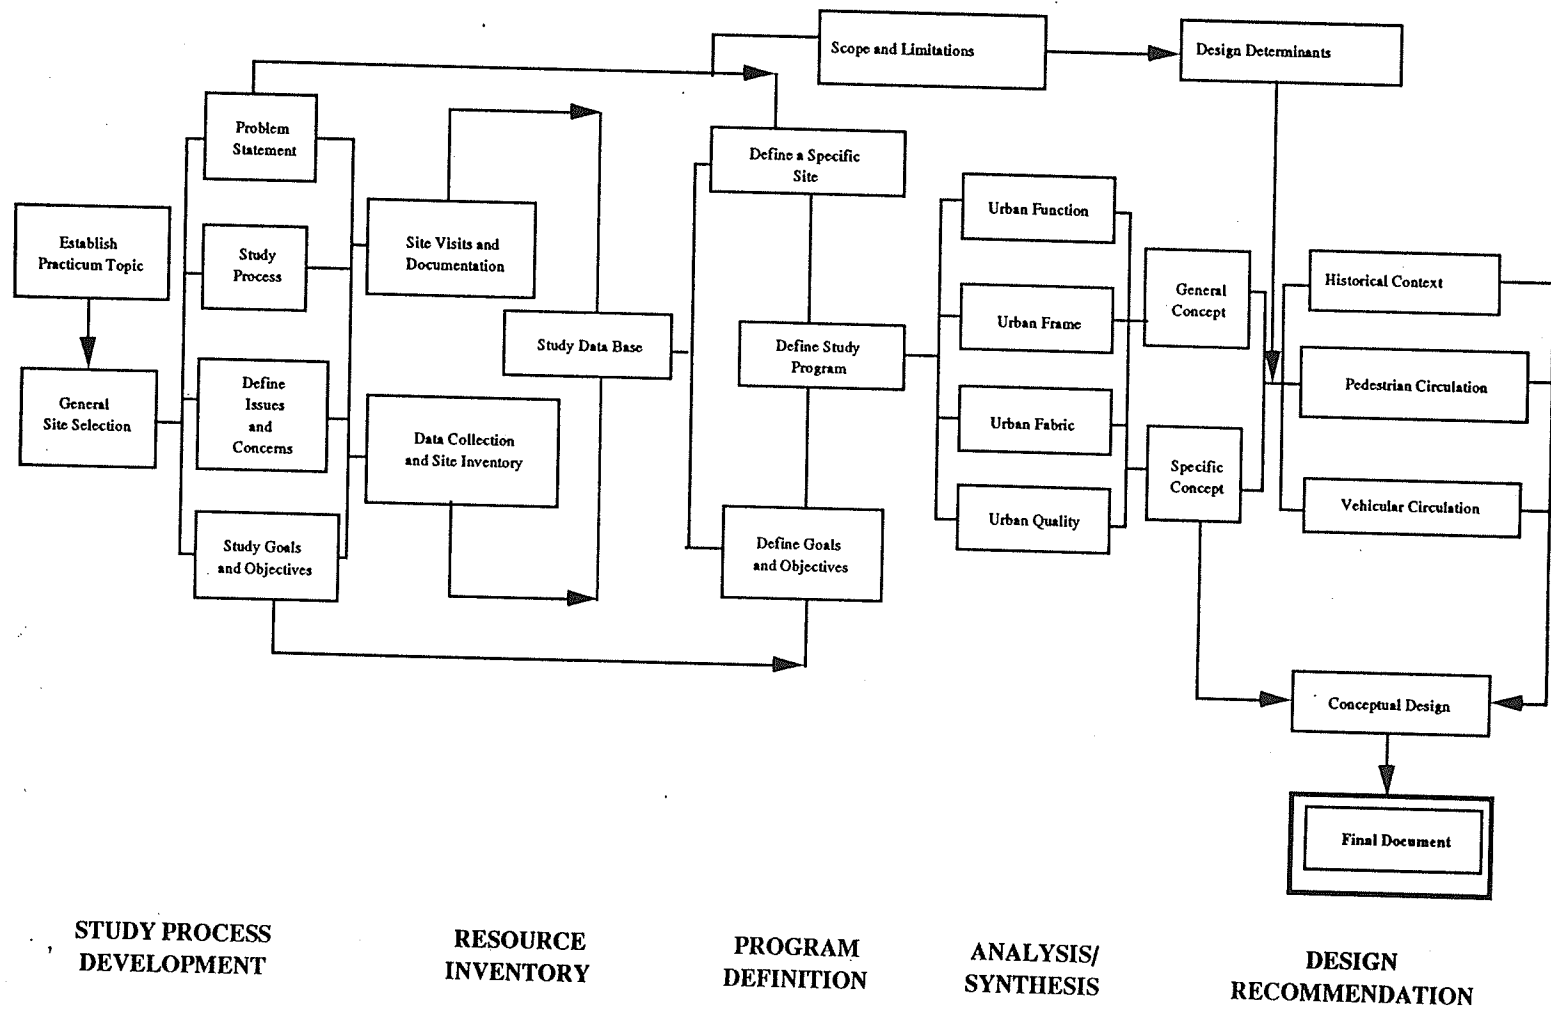 Scope and Limitations
Design Determinants
Problem
Statement
Define a Specific
Site
Urban Function
Establish
Practicum Topic
Study
Process
Site Visits and
Documentation
General
Concept
Historical Context
Urban Frame
Study Data Base
Define Study
Program
Pedestrian Circulation
General
Site Selection
Define
Issues
and
Concerns
Data Collection
and Site Inventory
Urban Fabric
Specific
Concept
Vehicular Circulation
Urban Quality
Study Goals
and Objectives
Define Goals
and Objectives
Conceptual Design
Final Document
STUDY PROCESS
DEVELOPMENT
RESOURCE
INVENTORY
PROGRAM
DEFINITION
ANALYSIS/
SYNTHESIS
DESIGN
RECOMMENDATION